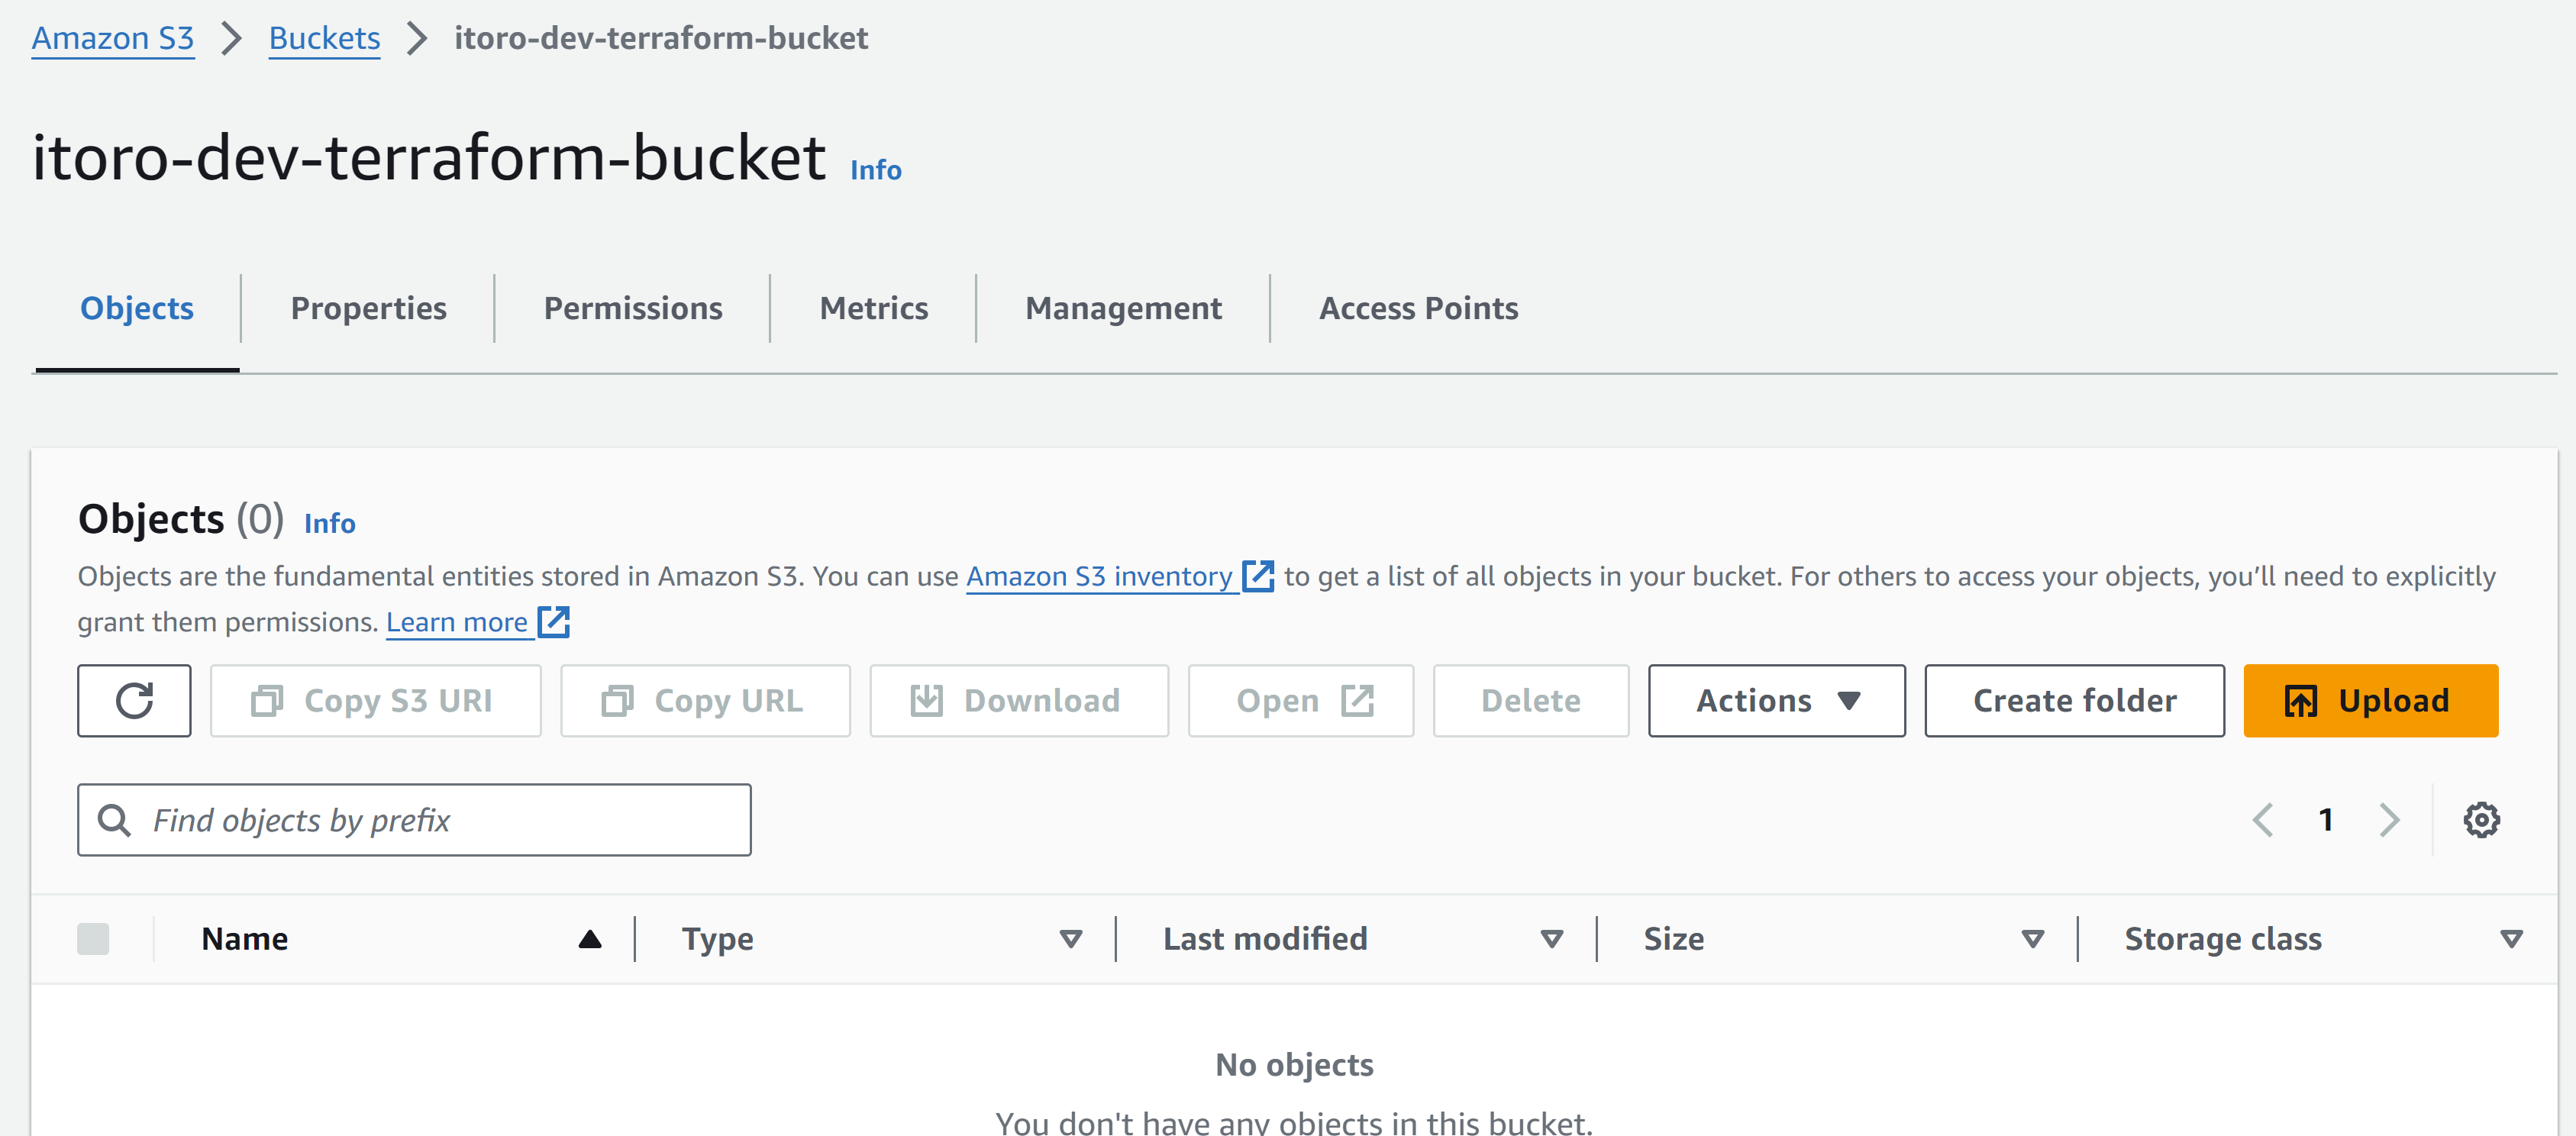 Amazon S3 > Buckets > itoro-dev-terraform-bucket
itoro-dev-terraform-bucket Info
Objects Properties Permissions Metrics Management Access Points
Objects (0) Info
Objects are the fundamental entities stored in Amazon S3. You can use Amazon S3 inventory to get a list of all objects in your bucket. For others to access your objects, you’ll need to explicitly
grant them permissions. Learn more
Copy S3 URI Copy URL Download Open Delete Actions Create folder Upload
Find objects by prefix 1
Name Type Last modified Size Storage class
No objects
You don't have any objects in this bucket.